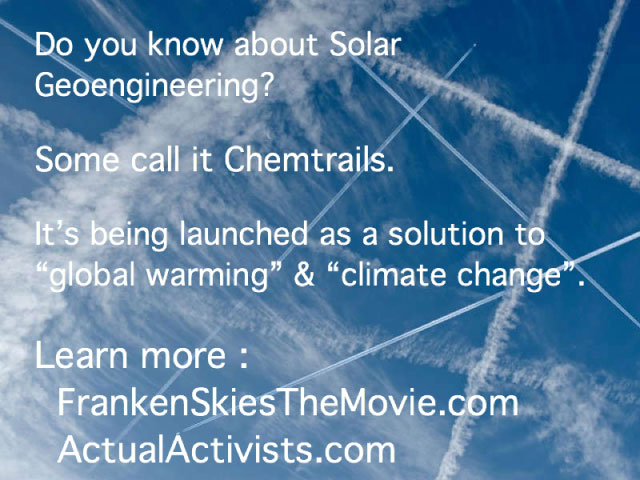 Do you know about Solar
Geoengineering?
Some call it Chemtrails.
It’s being launched as a solution to
“global warming” & “climate change”.
Learn more :
FrankenSkiesTheMovie.com
ActualActivists.com